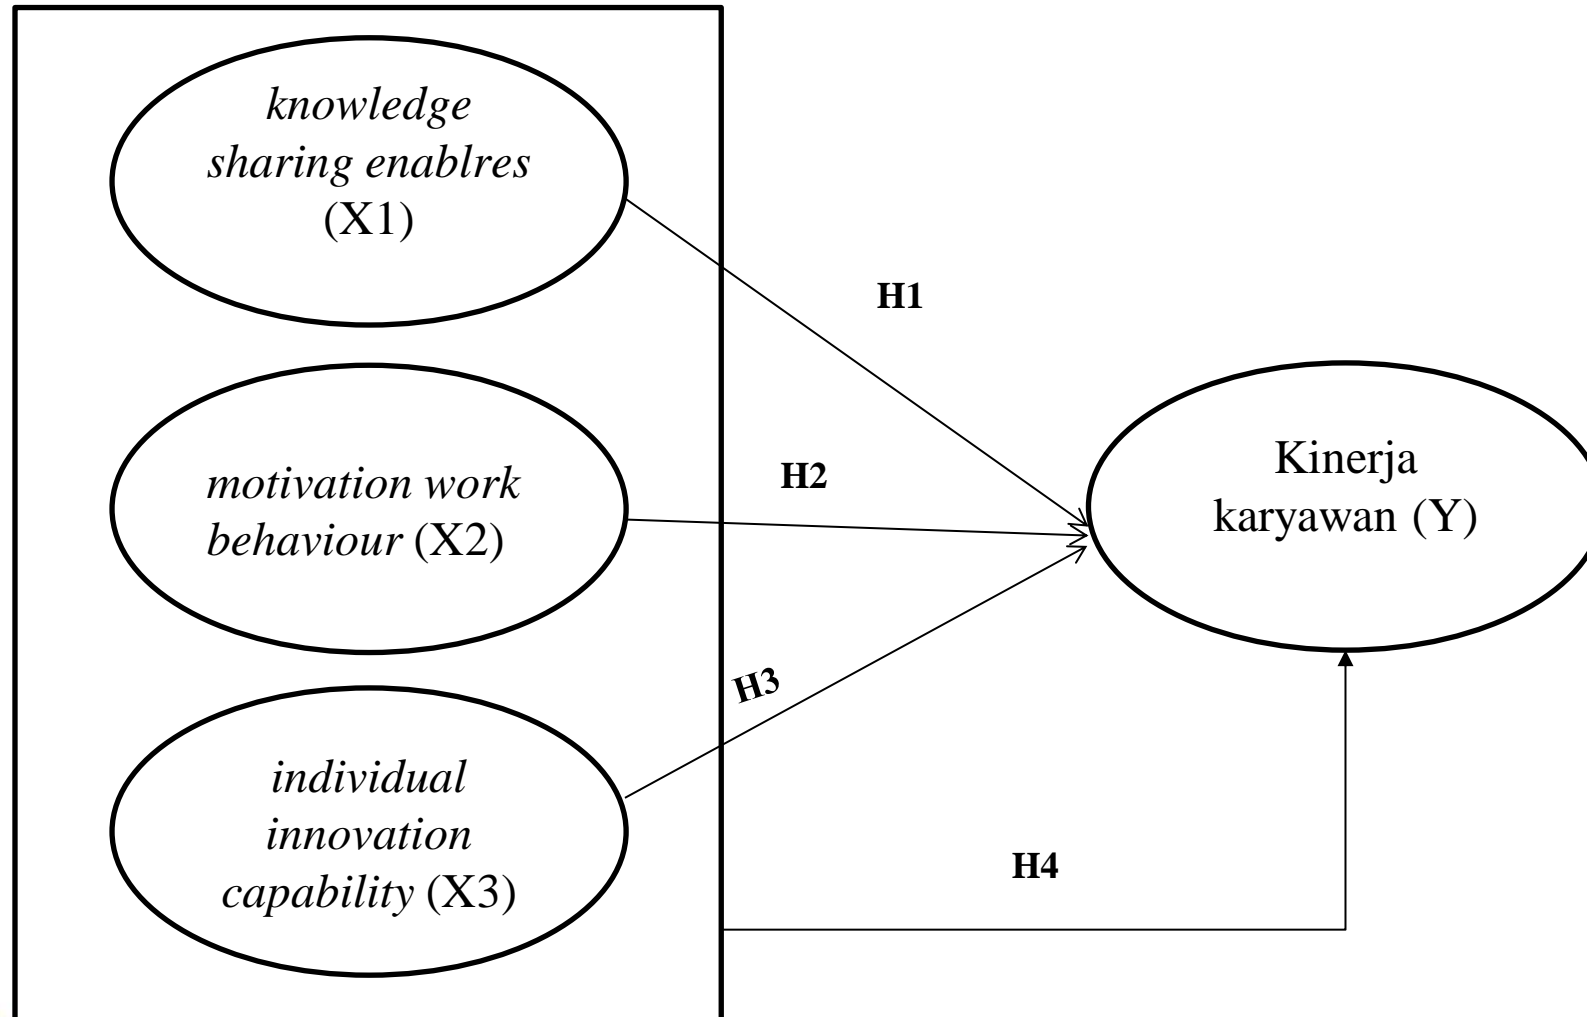 knowledge
sharing enablres
(X1)
H1
motivation work
behaviour (X2)
H2
Kinerja
karyawan (Y)
H3
individual
innovation
capability (X3)
H4